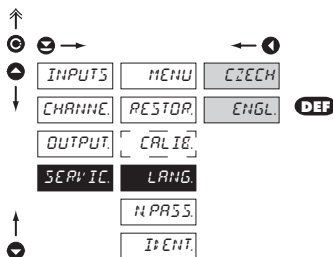 INPUTS MENU CZECH
CHANNE. RESTOR. ENGL. DEF
OUTPUT. CALIB.
SERVIC. LANG.
N.PASS.
IDENT.